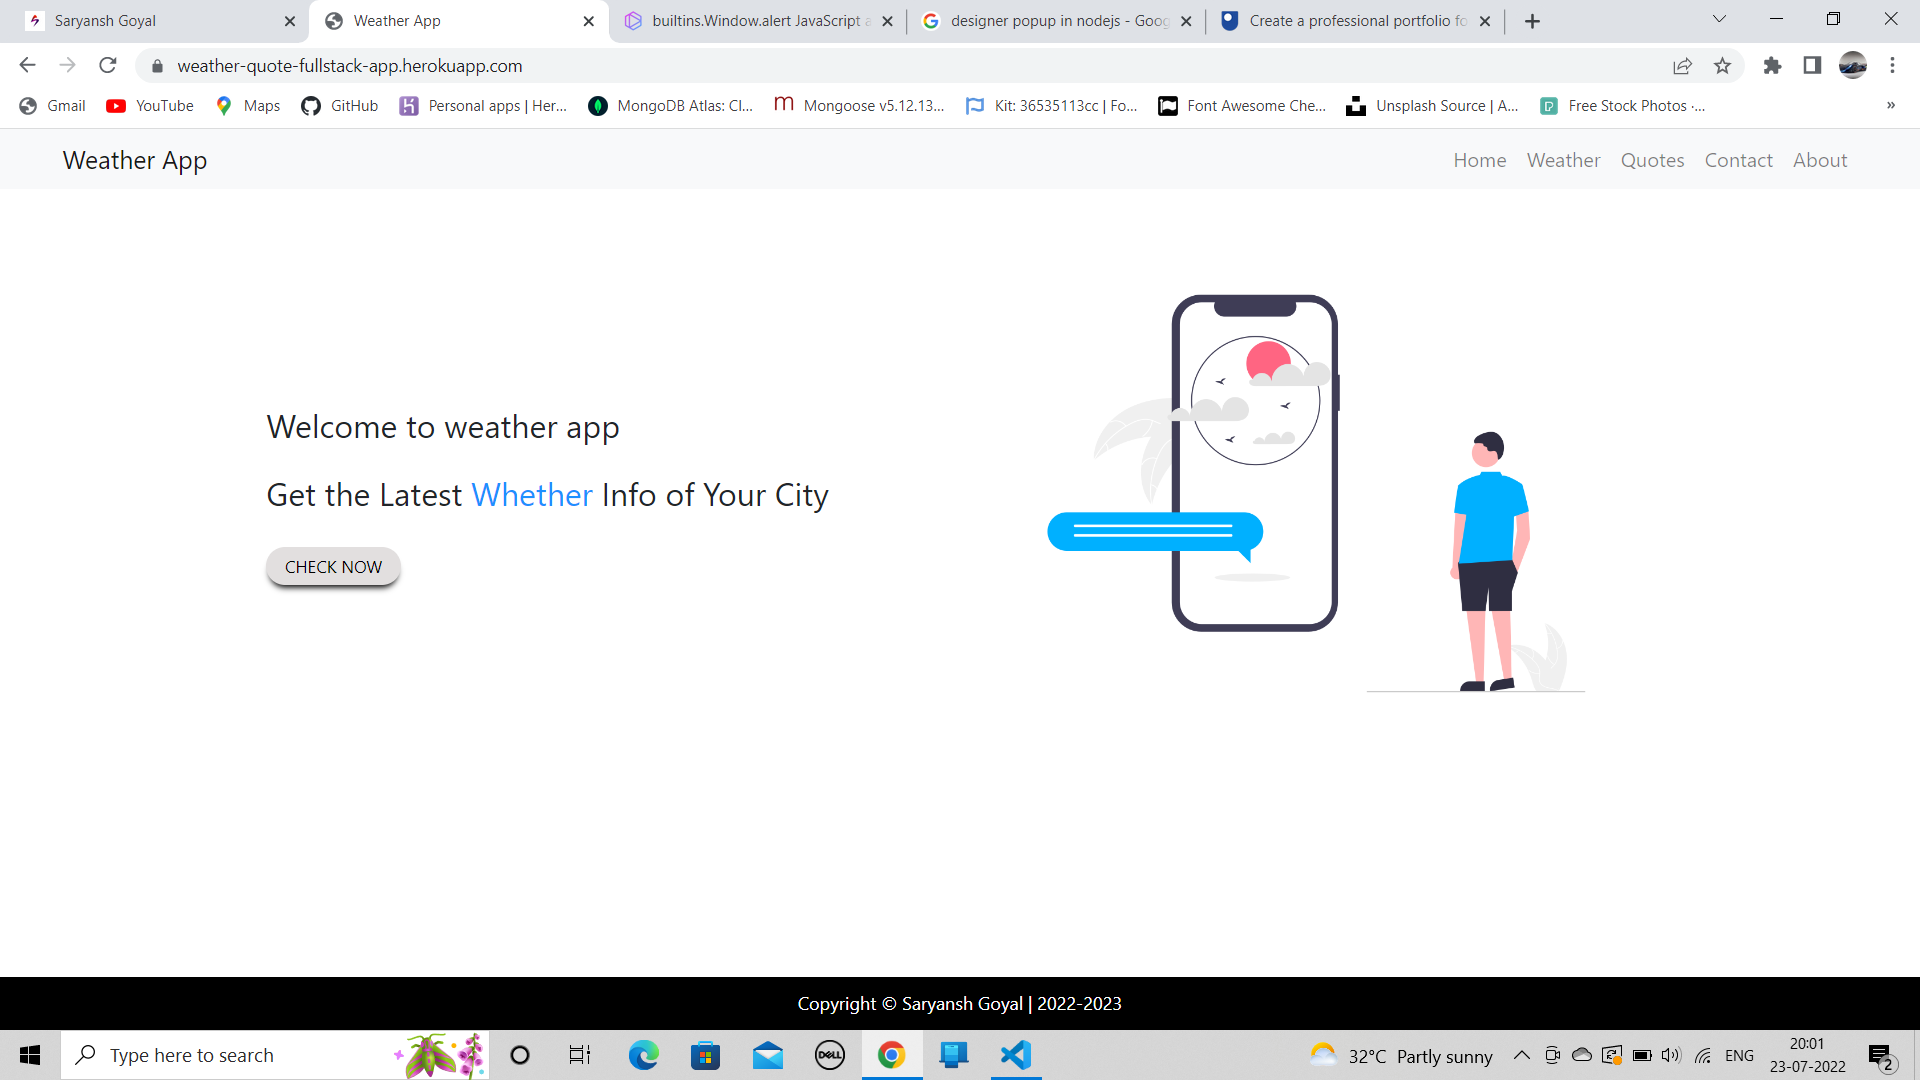 Saryansh Goyal
Weather App
builtins.Window.alert JavaScript a
designer popup in nodejs - Goog
Create a professional portfolio fo
weather-quote-fullstack-app.herokuapp.com
Gmail
YouTube
Maps
GitHub
Personal apps | Her...
MongoDB Atlas: Cl...
Mongoose v5.12.13...
Kit: 36535113cc | Fo...
Font Awesome Che...
Unsplash Source | A...
Free Stock Photos ·...
»
Weather App
Home
Weather
Quotes
Contact
About
Welcome to weather app
Get the Latest Whether Info of Your City
CHECK NOW
Copyright © Saryansh Goyal | 2022-2023
Type here to search
DELL
32°C Partly sunny
ENG
20:01
23-07-2022
2